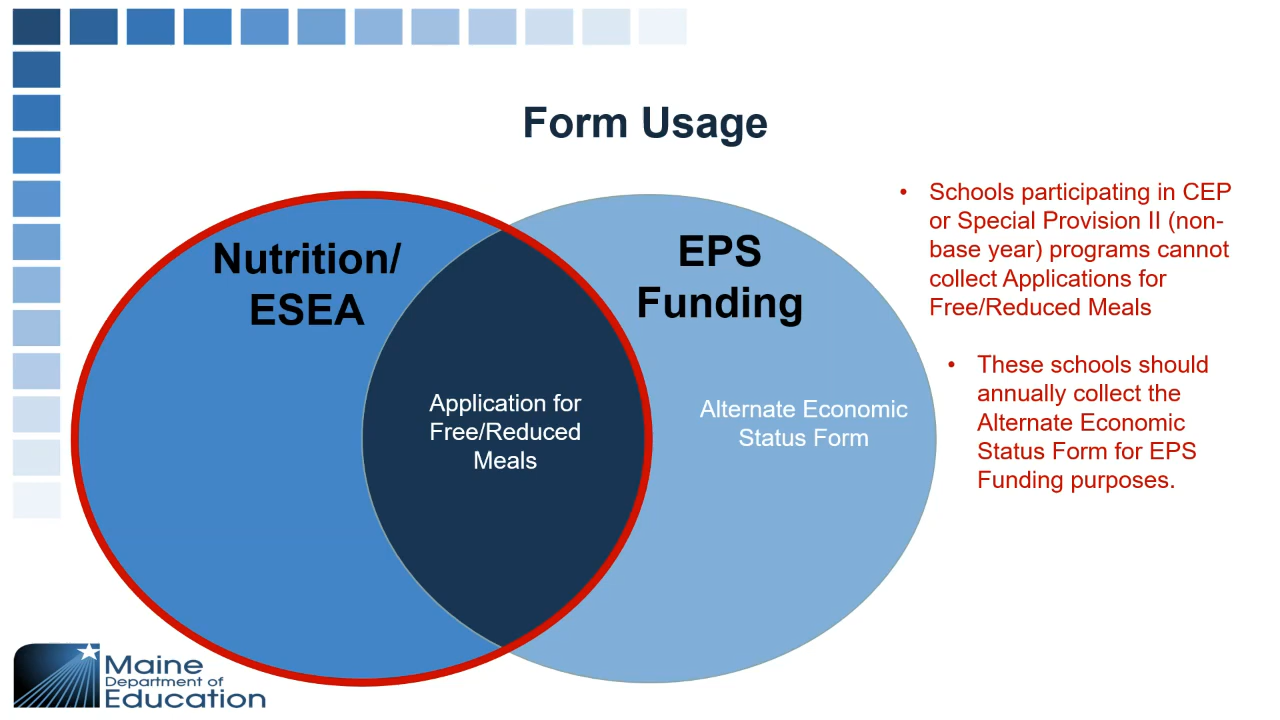 Form Usage
Nutrition/
ESEA
EPS
Funding
Application for
Free/Reduced
Meals
Alternate Economic
Status Form
• Schools participating in CEP
or Special Provision II (non-
base year) programs cannot
collect Applications for
Free/Reduced Meals
• These schools should
annually collect the
Alternate Economic
Status Form for EPS
Funding purposes.
Maine
Department of
Education